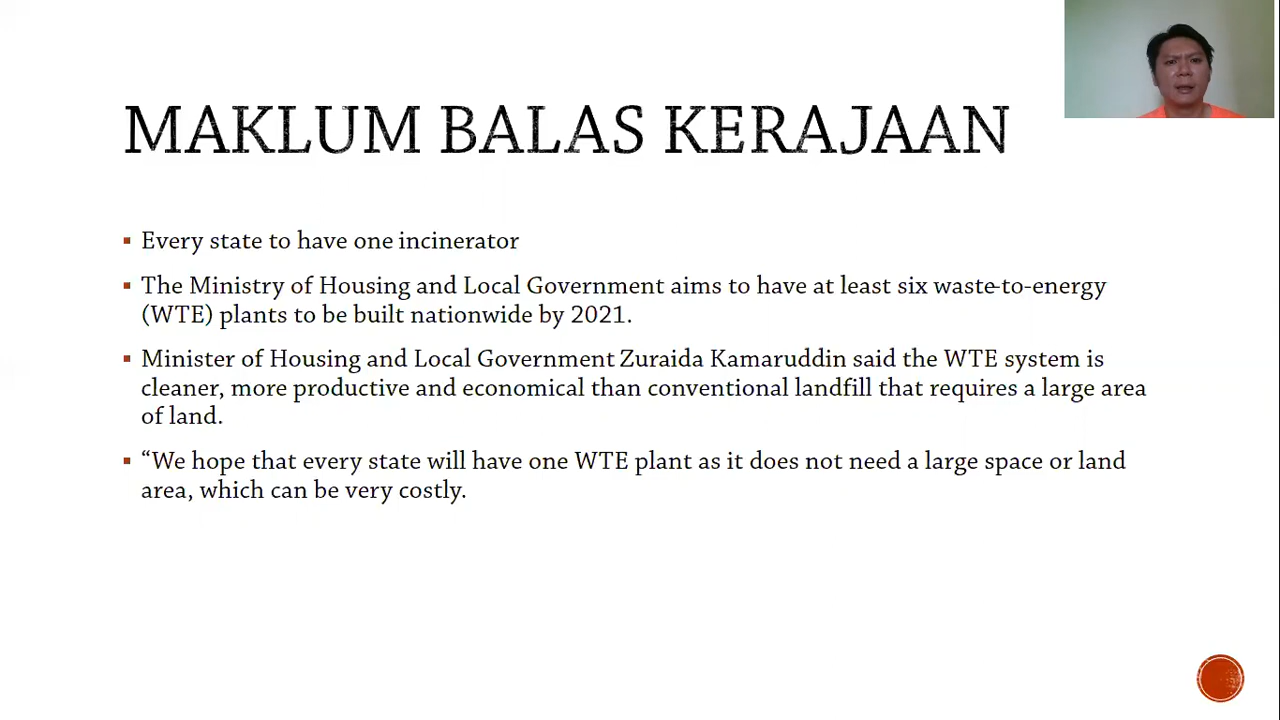 MAKLUM BALAS KERAJAAN
Every state to have one incinerator
The Ministry of Housing and Local Government aims to have at least six waste-to-energy
(WTE) plants to be built nationwide by 2021.
Minister of Housing and Local Government Zuraida Kamaruddin said the WTE system is
cleaner, more productive and economical than conventional landfill that requires a large area
of land.
“We hope that every state will have one WTE plant as it does not need a large space or land
area, which can be very costly.